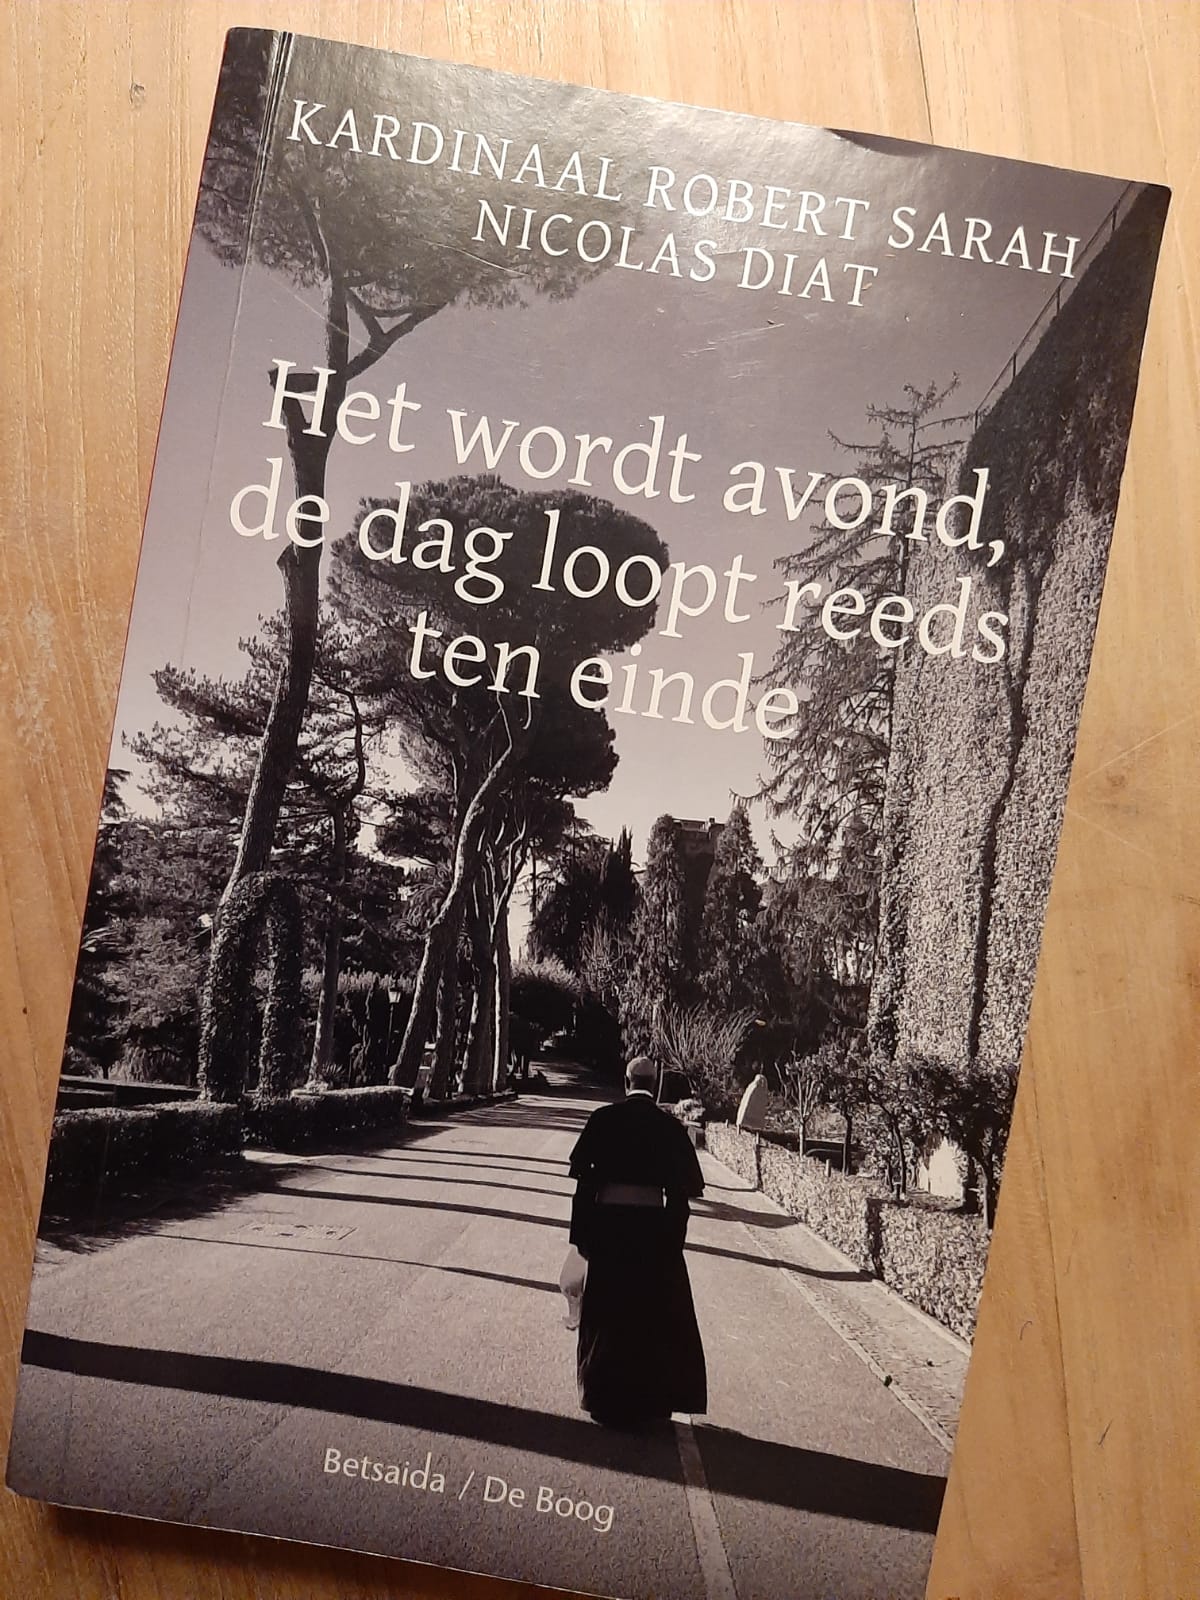 KARDINAAL ROBERT SARAH
NICOLAS DIAT
Het wordt avond,
de dag loopt reeds
ten einde
Betsaida / De Boog